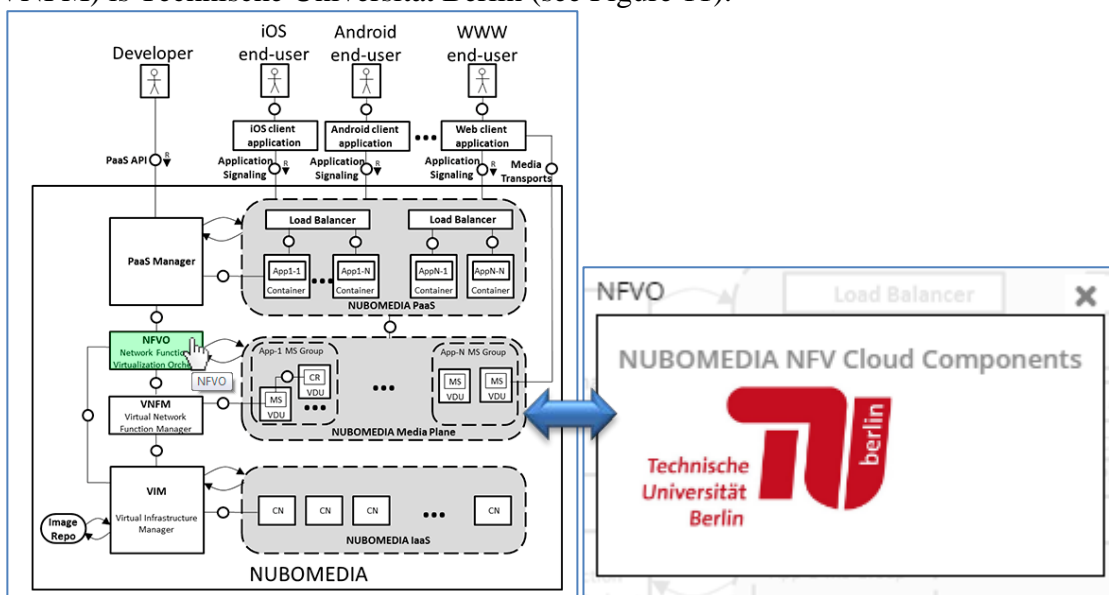 VNFM) is Technische Universität Berlin (see Figure 11).
Developer
iOS
end-user
Android
end-user
WWW
end-user
iOS client
application
Android client
application
•••
Web client
application
PaaS API
R
Application
Signaling
R
Application
Signaling
R
Application
Signaling
R
Media
Transports
PaaS Manager
Load Balancer
Load Balancer
App1-1
Container
•••
App1-N
Container
AppN-1
Container
AppN-N
Container
NUBOMEDIA PaaS
NFVO
Network Function
Virtualization Orche
NFVO
App-1 MS Group
CR
VDU
MS
VDU
•••
•••
App-N MS Group
MS
VDU
MS
VDU
NUBOMEDIA Media Plane
VNFM
Virtual Network
Function Manager
VIM
Virtual Infrastructure
Manager
Image
Repo
CN
CN
CN
•••
CN
NUBOMEDIA IaaS
NUBOMEDIA
NFVO
Load Balancer
NUBOMEDIA NFV Cloud Components
Technische
Universität
Berlin
berlin